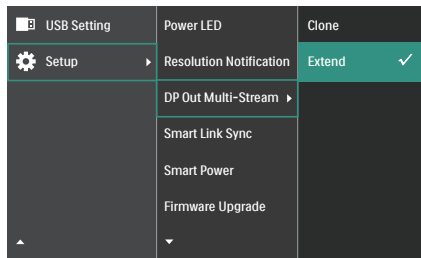 USB Setting
Setup
Power LED
Resolution Notification
DP Out Multi-Stream
Smart Link Sync
Smart Power
Firmware Upgrade
Clone
Extend